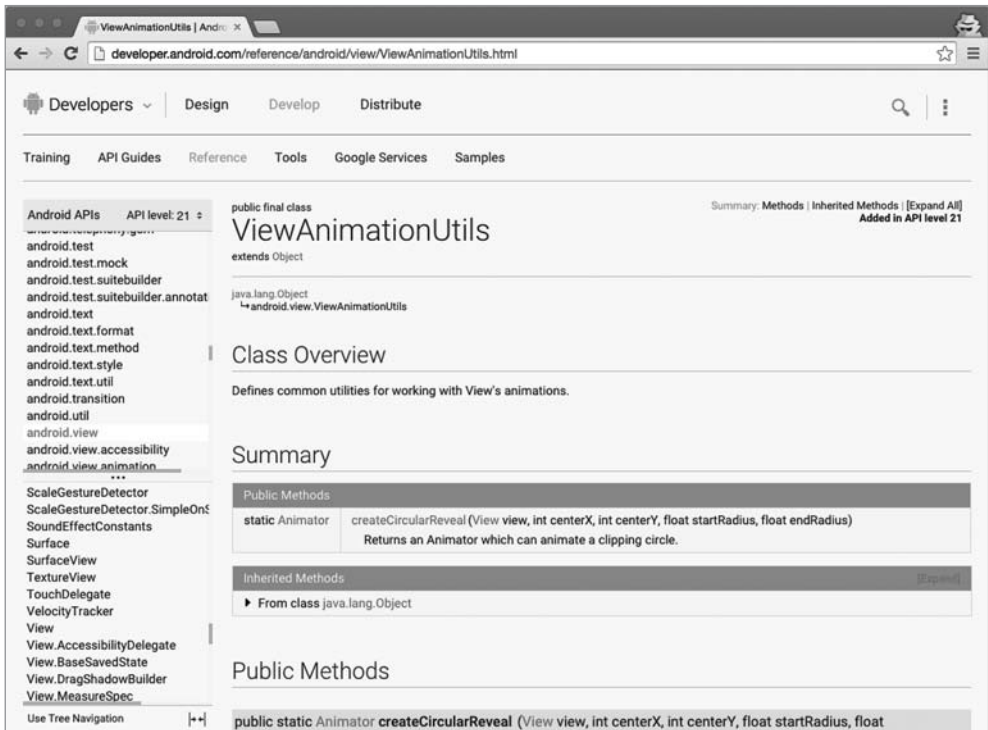 ViewAnimationUtils | Andro
developer.android.com/reference/android/view/ViewAnimationUtils.html
Developers
Design
Develop
Distribute
Training
API Guides
Reference
Tools
Google Services
Samples
Android APIs
API level: 21
android.telephony.gsm
android.test
android.test.mock
android.test.suitebuilder
android.test.suitebuilder.annotat
android.text
android.text.format
android.text.method
android.text.style
android.text.util
android.transition
android.util
android.view
android.view.accessibility
android.view.animation
ScaleGestureDetector
ScaleGestureDetector.SimpleOnS
SoundEffectConstants
Surface
SurfaceView
TextureView
TouchDelegate
VelocityTracker
View
View.AccessibilityDelegate
View.BaseSavedState
View.DragShadowBuilder
View.MeasureSpec
Use Tree Navigation
public final class
Summary: Methods | Inherited Methods | [Expand All]
Added in API level 21
ViewAnimationUtils
extends Object
java.lang.Object
↳android.view.ViewAnimationUtils
Class Overview
Defines common utilities for working with View's animations.
Summary
Public Methods
static Animator
createCircularReveal (View view, int centerX, int centerY, float startRadius, float endRadius)
Returns an Animator which can animate a clipping circle.
Inherited Methods
[Expand]
From class java.lang.Object
Public Methods
public static Animator createCircularReveal (View view, int centerX, int centerY, float startRadius, float